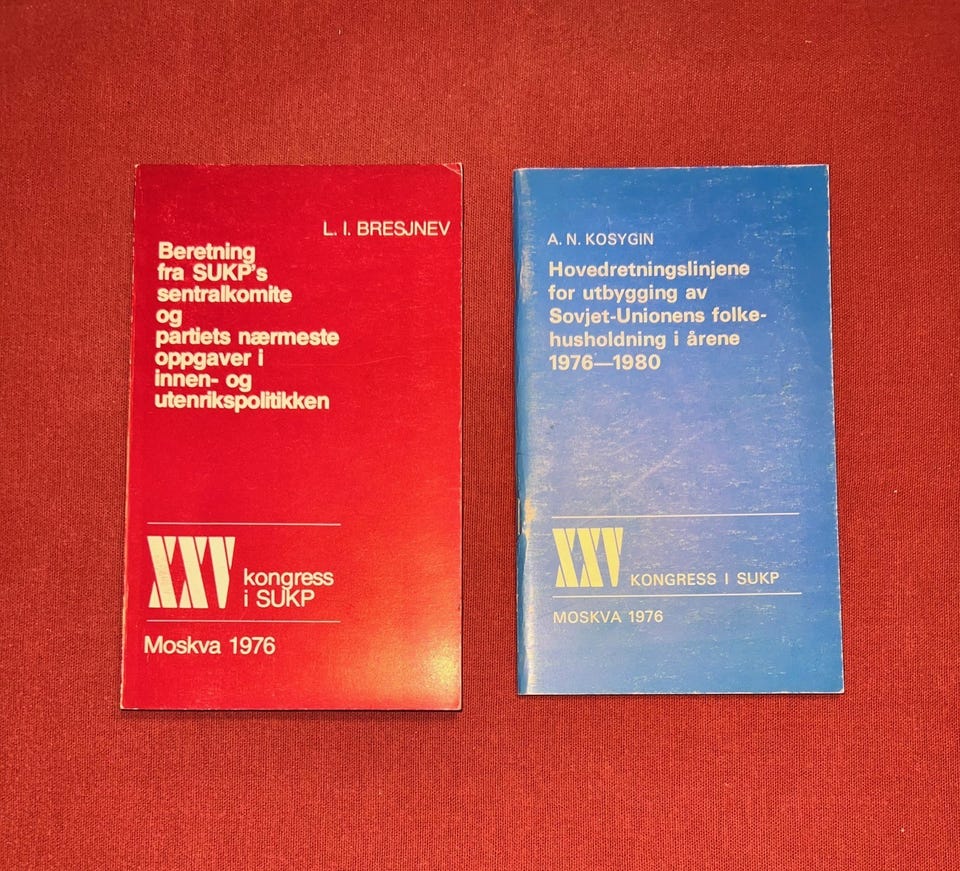 L. I. BRESJNEV
Beretning
fra SUKP's
sentralkomite
og
partiets nærmeste
oppgaver i
innen- og
utenrikspolitikken
XXV kongress
i SUKP
Moskva 1976
A. N. KOSYGIN
Hovedretningslinjene
for utbygging av
Sovjet-Unionens folke-
husholdning i årene
1976—1980
XXV KONGRESS I SUKP
MOSKVA 1976